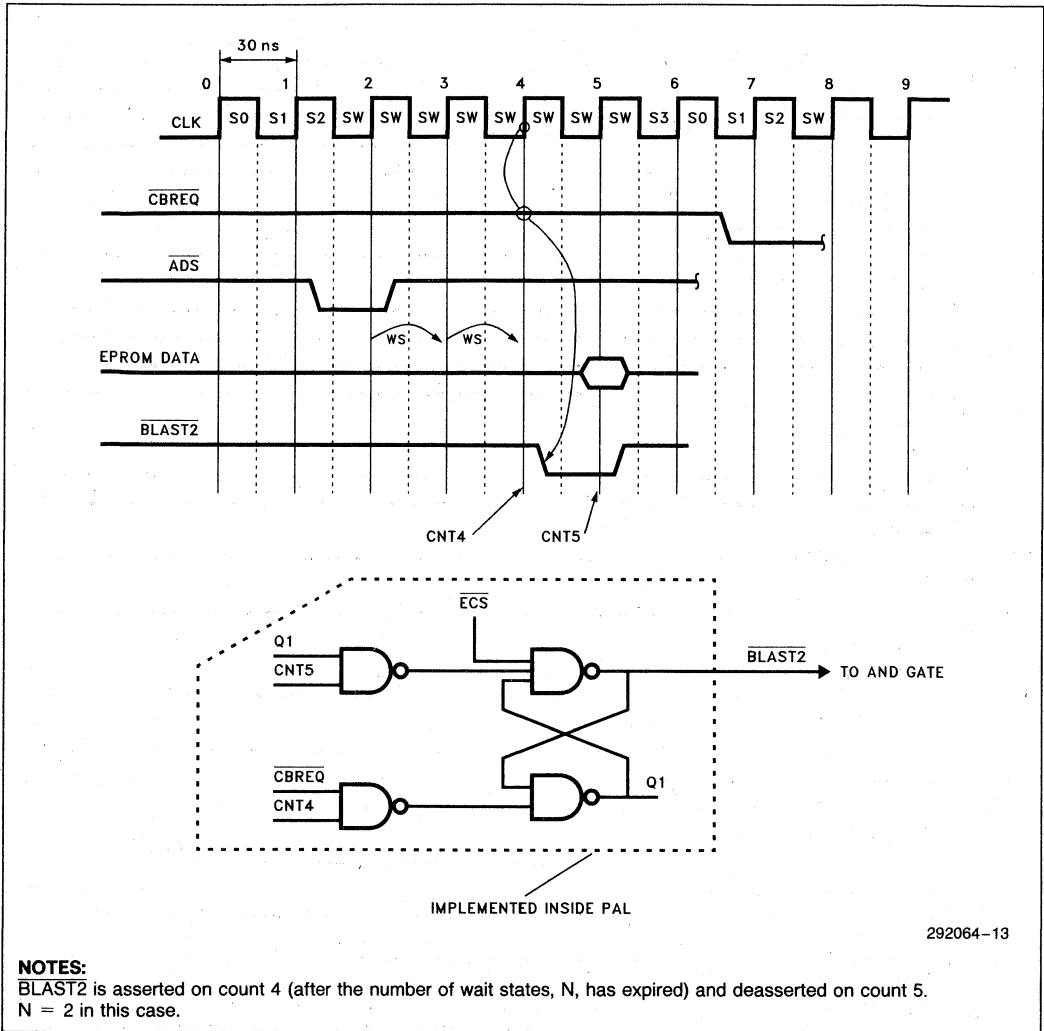 30 ns
0 1 2 3 4 5 6 7 8 9
CLK S0 S1 S2 SW SW SW SW SW SW SW SW S3 S0 S1 S2 SW
CBREQ
ADS
WS WS
EPROM DATA
BLAST2
CNT4 CNT5
ECS
Q1
CNT5
BLAST2
TO AND GATE
CBREQ
CNT4
Q1
IMPLEMENTED INSIDE PAL
292064–13
NOTES:
BLAST2 is asserted on count 4 (after the number of wait states, N, has expired) and deasserted on count 5.
N = 2 in this case.